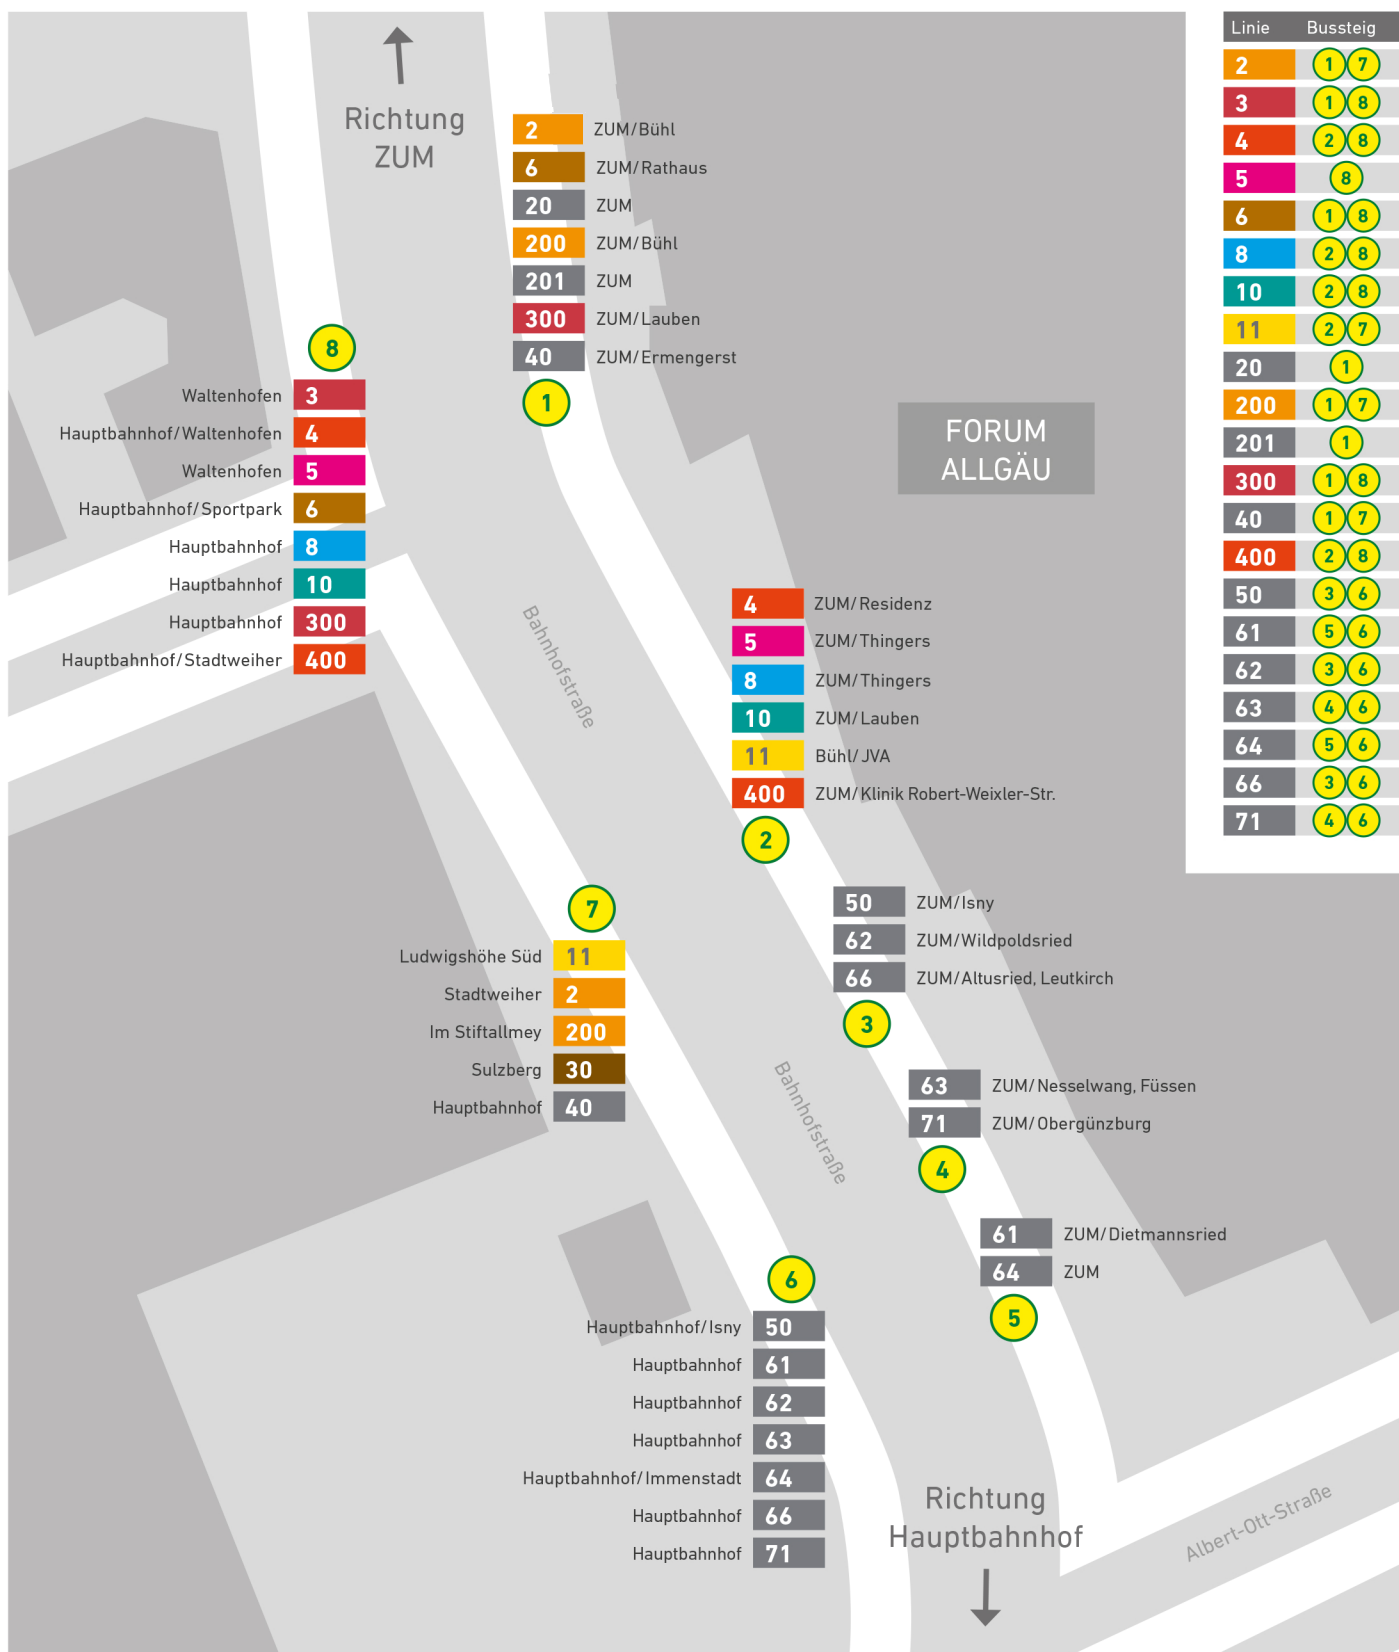 Richtung
ZUM
2 ZUM/Bühl
6 ZUM/Rathaus
20 ZUM
200 ZUM/Bühl
201 ZUM
300 ZUM/Lauben
40 ZUM/Ermengerst
1
8
Waltenhofen 3
Hauptbahnhof/Waltenhofen 4
Waltenhofen 5
Hauptbahnhof/Sportpark 6
Hauptbahnhof 8
Hauptbahnhof 10
Hauptbahnhof 300
Hauptbahnhof/Stadtweiher 400
FORUM
ALLGÄU
Bahnhofstraße
4 ZUM/Residenz
5 ZUM/Thingers
8 ZUM/Thingers
10 ZUM/Lauben
11 Bühl/JVA
400 ZUM/Klinik Robert-Weixler-Str.
2
7
Ludwigshöhe Süd 11
Stadtweiher 2
Im Stiftallmey 200
Sulzberg 30
Hauptbahnhof 40
50 ZUM/Isny
62 ZUM/Wildpoldsried
66 ZUM/Altusried, Leutkirch
3
Bahnhofstraße
63 ZUM/Nesselwang, Füssen
71 ZUM/Obergünzburg
4
61 ZUM/Dietmannsried
64 ZUM
5
6
Hauptbahnhof/Isny 50
Hauptbahnhof 61
Hauptbahnhof 62
Hauptbahnhof 63
Hauptbahnhof/Immenstadt 64
Hauptbahnhof 66
Hauptbahnhof 71
Richtung
Hauptbahnhof
Albert-Ott-Straße
Linie Bussteig
2 1 7
3 1 8
4 2 8
5 8
6 1 8
8 2 8
10 2 8
11 2 7
20 1
200 1 7
201 1
300 1 8
40 1 7
400 2 8
50 3 6
61 5 6
62 3 6
63 4 6
64 5 6
66 3 6
71 4 6